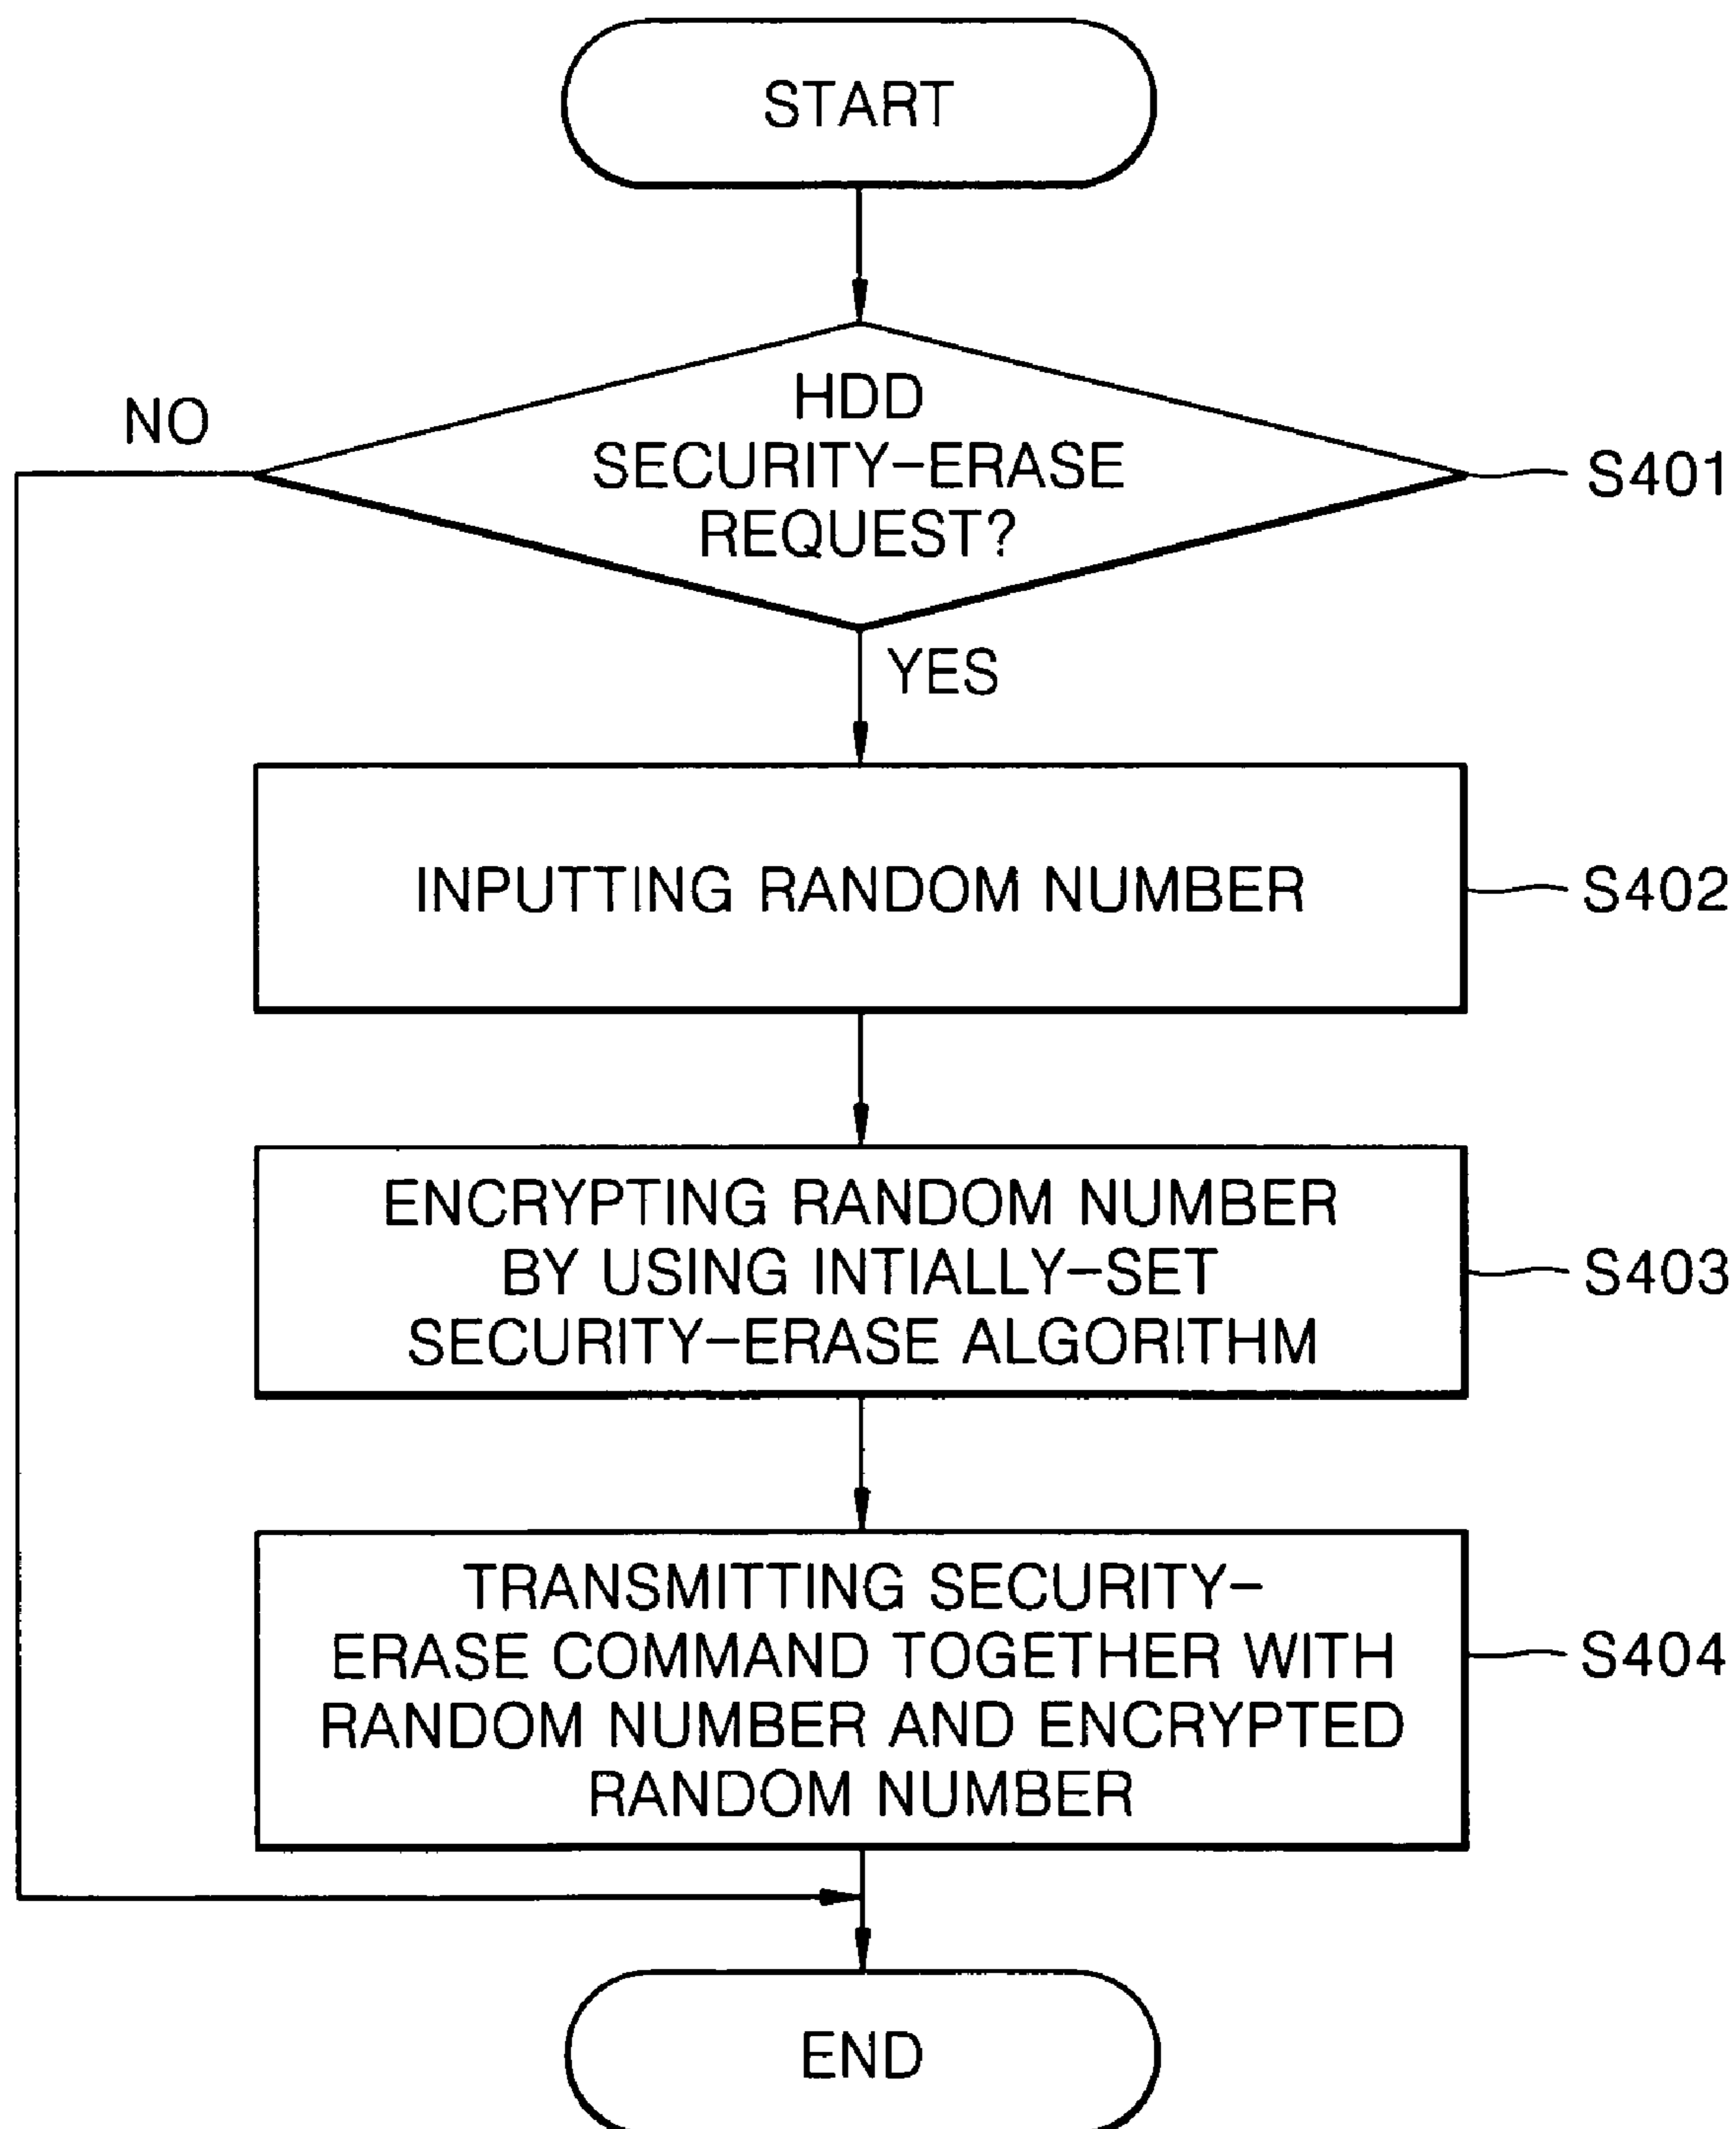 START
HDD
SECURITY-ERASE
REQUEST?
S401
NO
YES
INPUTTING RANDOM NUMBER
S402
ENCRYPTING RANDOM NUMBER
BY USING INTIALLY-SET
SECURITY-ERASE ALGORITHM
S403
TRANSMITTING SECURITY-
ERASE COMMAND TOGETHER WITH
RANDOM NUMBER AND ENCRYPTED
RANDOM NUMBER
S404
END